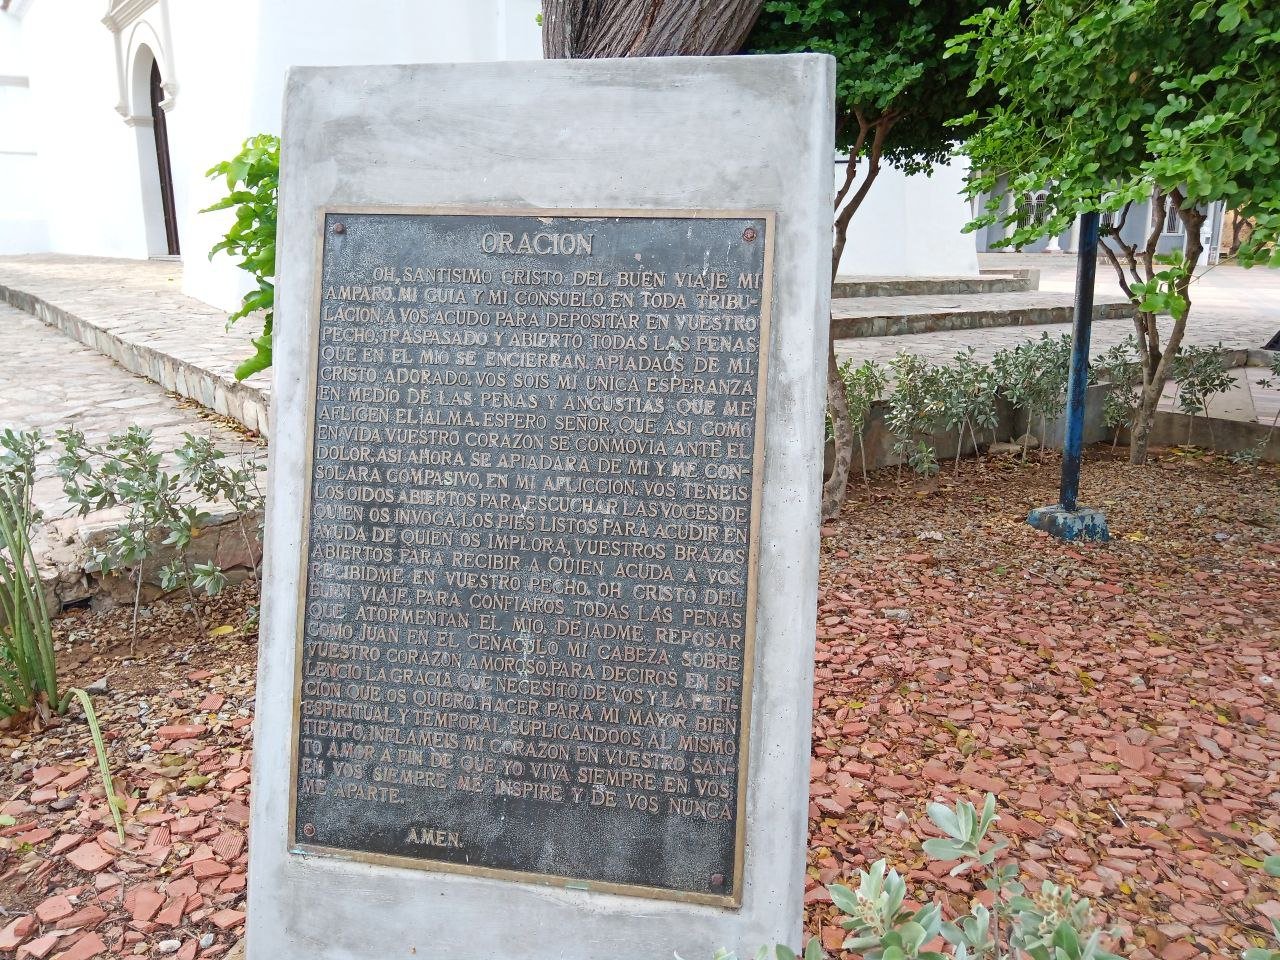 ORACION
OH, SANTISIMO CRISTO DEL BUEN VIAJE MI
AMPARO, MI GUIA Y MI CONSUELO EN TODA TRIBU-
LACION, A VOS ACUDO PARA DEPOSITAR EN VUESTRO
PECHO, TRASPASADO Y ABIERTO TODAS LAS PENAS
QUE EN EL MIO SE ENCIERRAN. APIADAOS DE MI,
CRISTO ADORADO. VOS SOIS MI UNICA ESPERANZA
EN MEDIO DE LAS PENAS Y ANGUSTIAS QUE ME
AFLIGEN EL ALMA. ESPERO SEÑOR, QUE ASI COMO
EN VIDA VUESTRO CORAZON SE CONMOVIA ANTE EL
DOLOR, ASI AHORA SE APIADARA DE MI Y ME CON-
SOLARA COMPASIVO, EN MI AFLICCION. VOS TENEIS
LOS OIDOS ABIERTOS PARA ESCUCHAR LAS VOCES DE
QUIEN OS INVOCA, LOS PIES LISTOS PARA ACUDIR EN
AYUDA DE QUIEN OS IMPLORA, VUESTROS BRAZOS
ABIERTOS PARA RECIBIR A QUIEN ACUDA A VOS.
RECIBIDME EN VUESTRO PECHO, OH CRISTO DEL
BUEN VIAJE, PARA CONFIAROS TODAS LAS PENAS
QUE ATORMENTAN EL MIO. DEJADME REPOSAR
COMO JUAN EN EL CENACULO MI CABEZA SOBRE
VUESTRO CORAZON AMOROSO, PARA DECIROS EN SI-
LENCIO LA GRACIA QUE NECESITO DE VOS Y LA PETI-
CION QUE OS QUIERO HACER PARA MI MAYOR BIEN
ESPIRITUAL Y TEMPORAL, SUPLICANDOOS, AL MISMO
TIEMPO, INFLAMEIS MI CORAZON EN VUESTRO SAN-
TO AMOR A FIN DE QUE YO VIVA SIEMPRE EN VOS,
EN VOS SIEMPRE ME INSPIRE Y DE VOS NUNCA
ME APARTE.
AMEN.